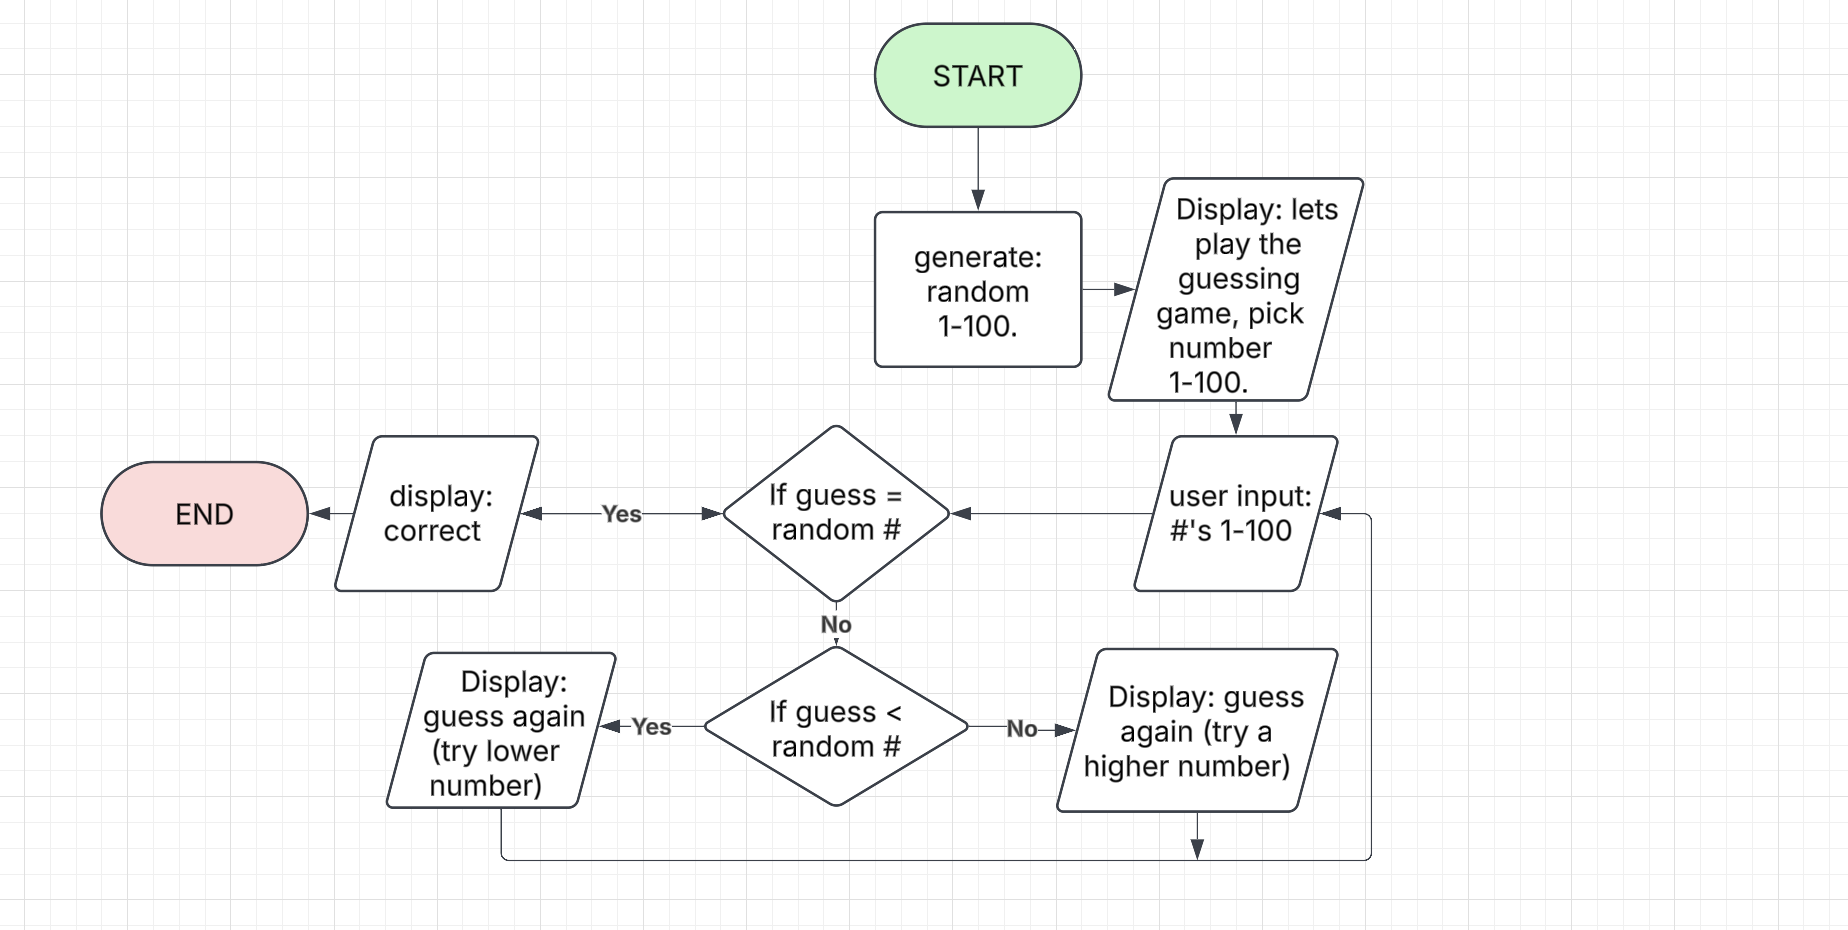 START
generate:
random
1-100.
Display: lets
play the
guessing
game, pick
number
1-100.
user input:
#'s 1-100
If guess =
random #
Yes
display:
correct
END
No
If guess <
random #
Yes
Display:
guess again
(try lower
number)
No
Display: guess
again (try a
higher number)